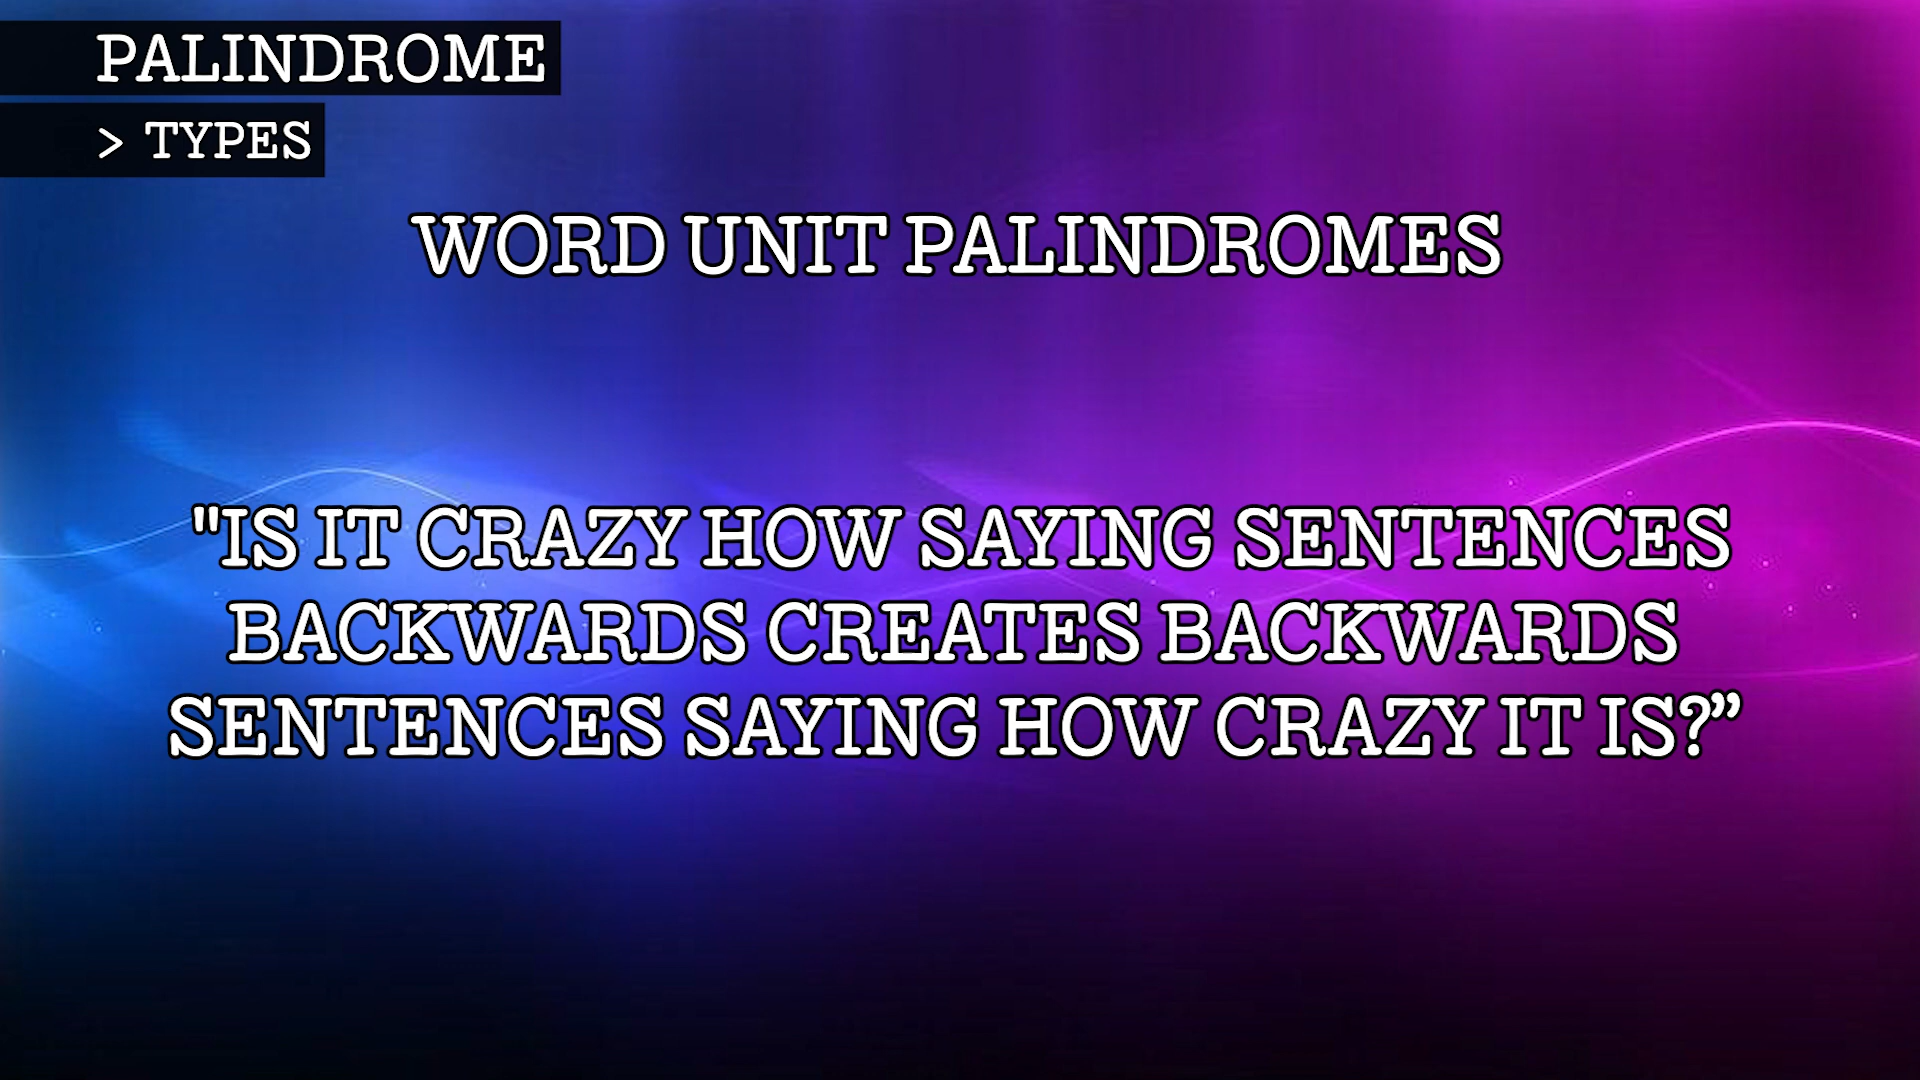 PALINDROME
> TYPES
WORD UNIT PALINDROMES
"IS IT CRAZY HOW SAYING SENTENCES
BACKWARDS CREATES BACKWARDS
SENTENCES SAYING HOW CRAZY IT IS?”